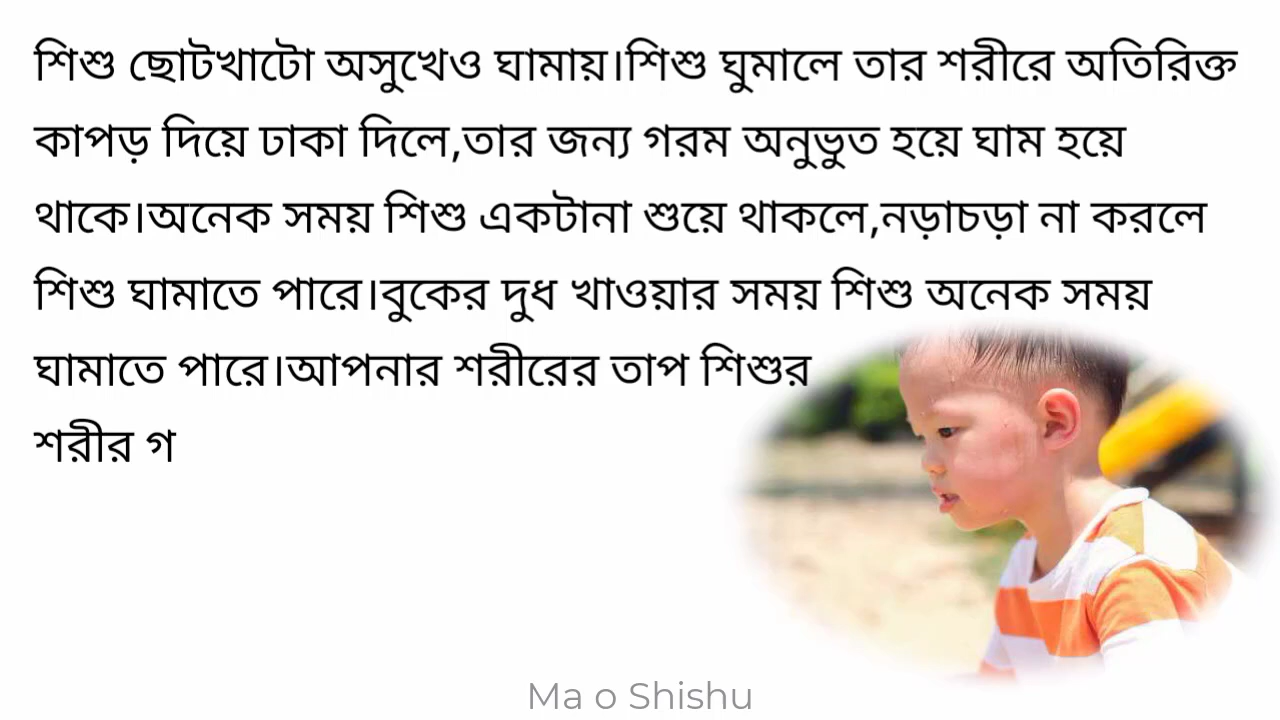 শিশু ছোটখাটো অসুখেও ঘামায়।শিশু ঘুমালে তার শরীরে অতিরিক্ত
কাপড় দিয়ে ঢাকা দিলে,তার জন্য গরম অনুভুত হয়ে ঘাম হয়ে
থাকে।অনেক সময় শিশু একটানা শুয়ে থাকলে,নড়াচড়া না করলে
শিশু ঘামাতে পারে।বুকের দুধ খাওয়ার সময় শিশু অনেক সময়
ঘামাতে পারে।আপনার শরীরের তাপ শিশুর
শরীর গ
Ma o Shishu